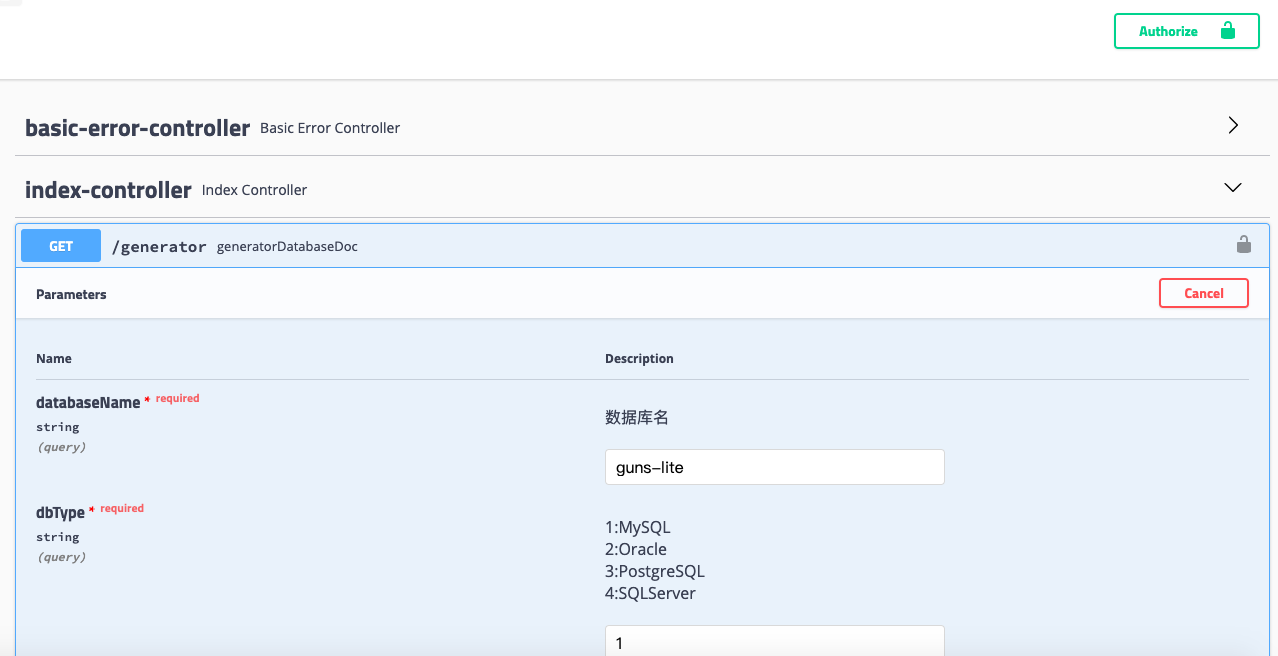 Authorize
basic-error-controller Basic Error Controller
index-controller Index Controller
GET /generator generatorDatabaseDoc
Parameters Cancel
Name Description
databaseName * required
string
(query)
数据库名
guns-lite
dbType * required
string
(query)
1:MySQL
2:Oracle
3:PostgreSQL
4:SQLServer
1